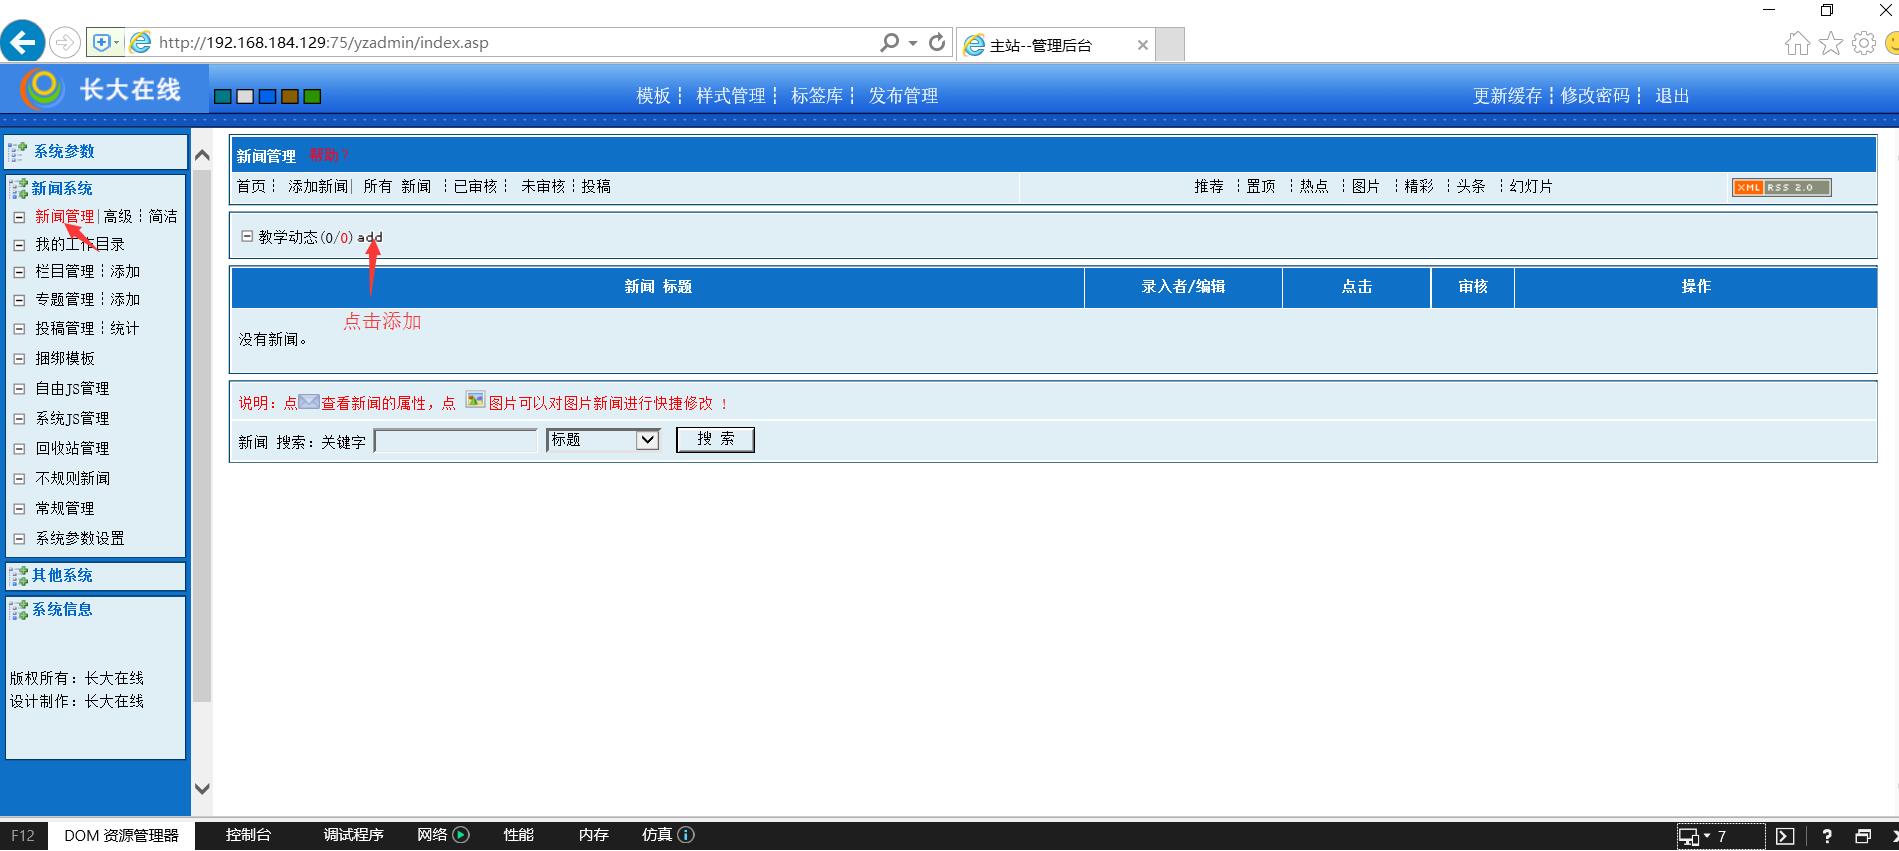 http://192.168.184.129:75/yzadmin/index.asp
主站--管理后台
长大在线
模板┆ 样式管理┆ 标签库┆ 发布管理
更新缓存┆修改密码┆ 退出
系统参数
新闻系统
新闻管理|高级┆简洁
我的工作目录
栏目管理┆添加
专题管理┆添加
投稿管理┆统计
捆绑模板
自由JS管理
系统JS管理
回收站管理
不规则新闻
常规管理
系统参数设置
其他系统
系统信息
版权所有：长大在线
设计制作：长大在线
新闻管理 帮助？
首页┆ 添加新闻| 所有 新闻 ┆已审核┆ 未审核┆投稿
推荐 ┆置顶 ┆热点 ┆图片 ┆精彩 ┆头条 ┆幻灯片
XML RSS 2.0
教学动态(0/0) add
新闻 标题 录入者/编辑 点击 审核 操作
点击添加
没有新闻。
说明：点查看新闻的属性，点 图片可以对图片新闻进行快捷修改 ！
新闻 搜索：关键字 标题 搜 索
F12 DOM 资源管理器 控制台 调试程序 网络 性能 内存 仿真 7